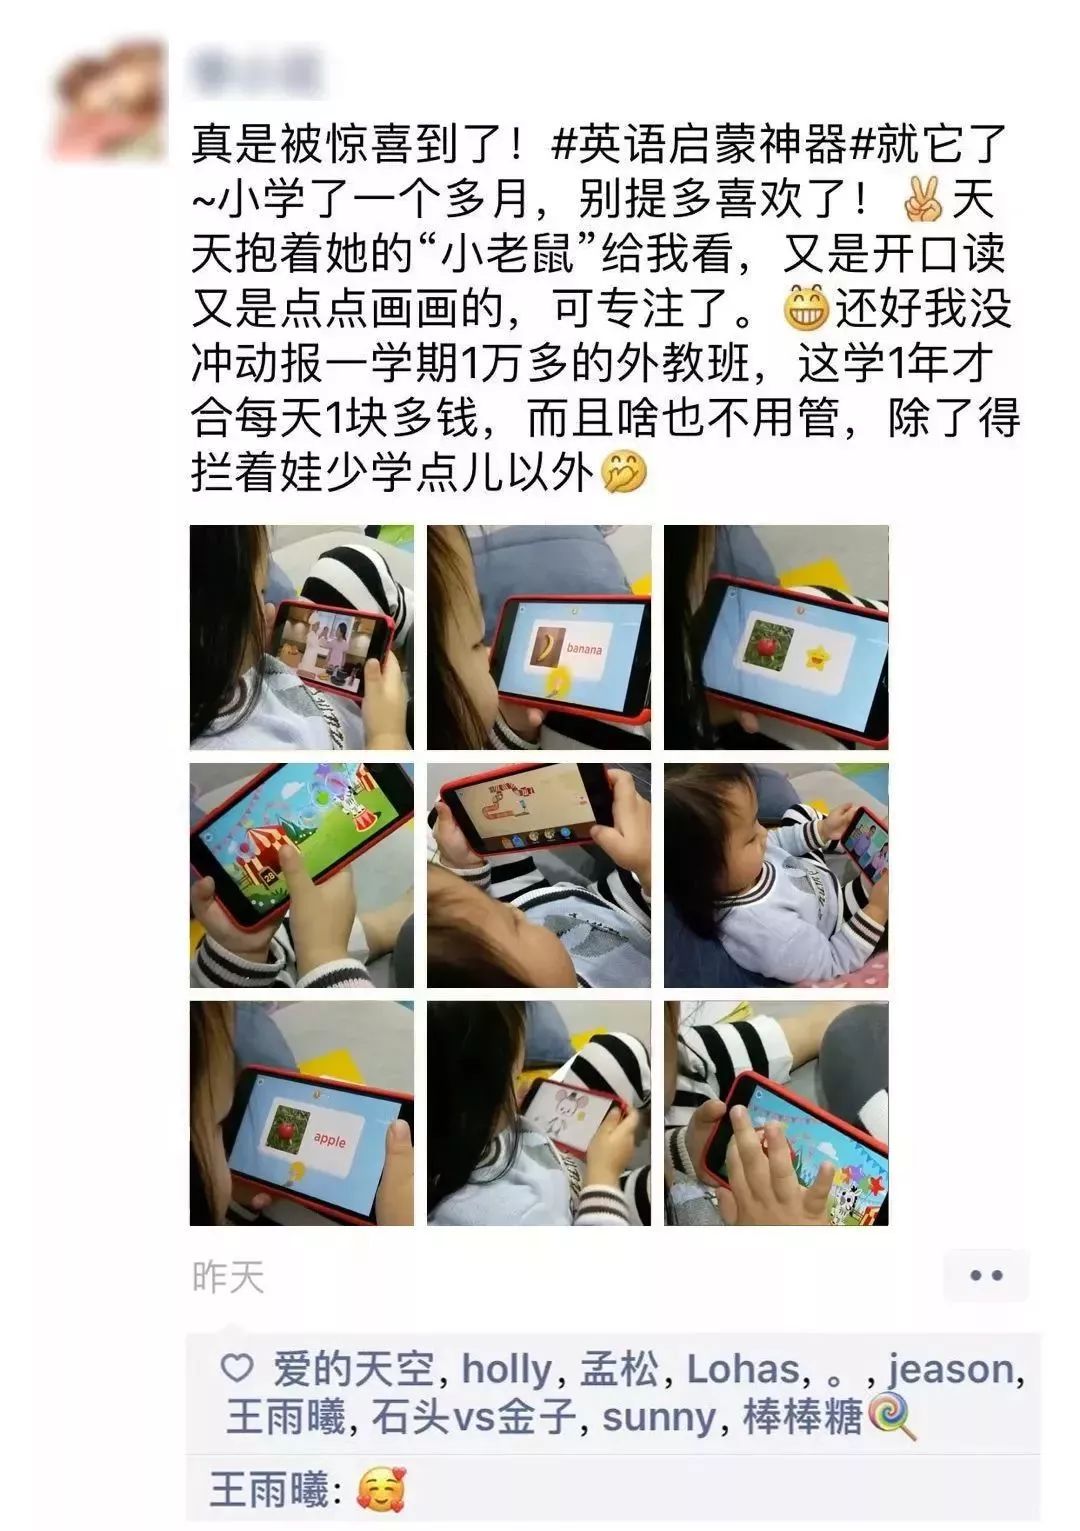 真是被惊喜到了！#英语启蒙神器#就它了
~小学了一个多月，别提多喜欢了！✌️天
天抱着她的“小老鼠”给我看，又是开口读
又是点点画画的，可专注了。😁还好我没
冲动报一学期1万多的外教班，这学1年才
合每天1块多钱，而且啥也不用管，除了得
拦着娃少学点儿以外🤭
banana
28
apple
昨天
爱的天空, holly, 孟松, Lohas, 。, jeason,
王雨曦, 石头vs金子, sunny, 棒棒糖🍭
王雨曦: 🥰